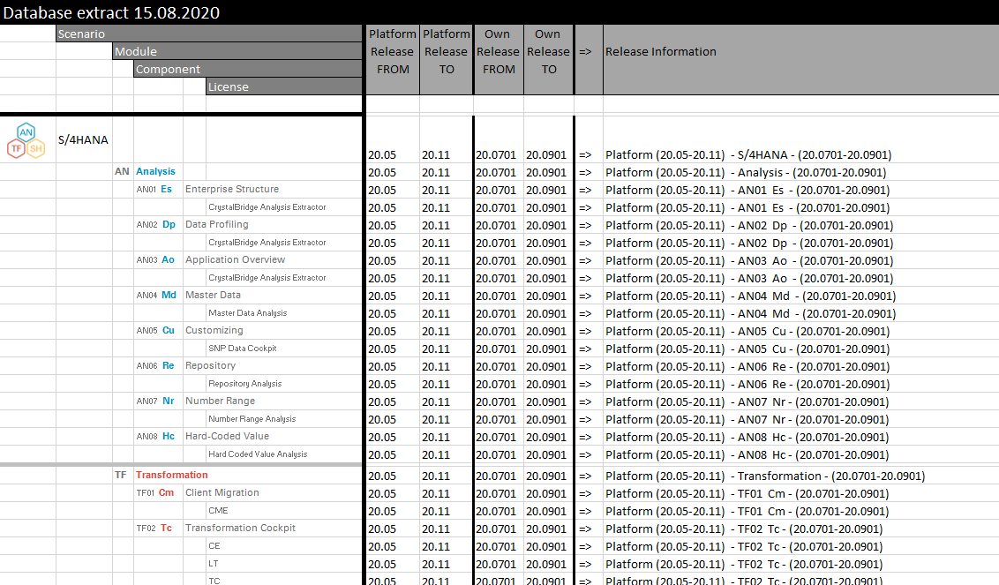 Database extract 15.08.2020
Scenario
Module
Component
License
Platform Release FROM
Platform Release TO
Own Release FROM
Own Release TO
=>
Release Information
AN TF SH
S/4HANA 20.05 20.11 20.0701 20.0901 => Platform (20.05-20.11) - S/4HANA - (20.0701-20.0901)
AN Analysis 20.05 20.11 20.0701 20.0901 => Platform (20.05-20.11) - Analysis - (20.0701-20.0901)
AN01 Es Enterprise Structure 20.05 20.11 20.0701 20.0901 => Platform (20.05-20.11) - AN01 Es - (20.0701-20.0901)
CrystalBridge Analysis Extractor 20.05 20.11 20.0701 20.0901 => Platform (20.05-20.11) - AN01 Es - (20.0701-20.0901)
AN02 Dp Data Profiling 20.05 20.11 20.0701 20.0901 => Platform (20.05-20.11) - AN02 Dp - (20.0701-20.0901)
CrystalBridge Analysis Extractor 20.05 20.11 20.0701 20.0901 => Platform (20.05-20.11) - AN02 Dp - (20.0701-20.0901)
AN03 Ao Application Overview 20.05 20.11 20.0701 20.0901 => Platform (20.05-20.11) - AN03 Ao - (20.0701-20.0901)
CrystalBridge Analysis Extractor 20.05 20.11 20.0701 20.0901 => Platform (20.05-20.11) - AN03 Ao - (20.0701-20.0901)
AN04 Md Master Data 20.05 20.11 20.0701 20.0901 => Platform (20.05-20.11) - AN04 Md - (20.0701-20.0901)
Master Data Analysis 20.05 20.11 20.0701 20.0901 => Platform (20.05-20.11) - AN04 Md - (20.0701-20.0901)
AN05 Cu Customizing 20.05 20.11 20.0701 20.0901 => Platform (20.05-20.11) - AN05 Cu - (20.0701-20.0901)
SNP Data Cockpit 20.05 20.11 20.0701 20.0901 => Platform (20.05-20.11) - AN05 Cu - (20.0701-20.0901)
AN06 Re Repository 20.05 20.11 20.0701 20.0901 => Platform (20.05-20.11) - AN06 Re - (20.0701-20.0901)
Repository Analysis 20.05 20.11 20.0701 20.0901 => Platform (20.05-20.11) - AN06 Re - (20.0701-20.0901)
AN07 Nr Number Range 20.05 20.11 20.0701 20.0901 => Platform (20.05-20.11) - AN07 Nr - (20.0701-20.0901)
Number Range Analysis 20.05 20.11 20.0701 20.0901 => Platform (20.05-20.11) - AN07 Nr - (20.0701-20.0901)
AN08 Hc Hard-Coded Value 20.05 20.11 20.0701 20.0901 => Platform (20.05-20.11) - AN08 Hc - (20.0701-20.0901)
Hard Coded Value Analysis 20.05 20.11 20.0701 20.0901 => Platform (20.05-20.11) - AN08 Hc - (20.0701-20.0901)
TF Transformation 20.05 20.11 20.0701 20.0901 => Platform (20.05-20.11) - Transformation - (20.0701-20.0901)
TF01 Cm Client Migration 20.05 20.11 20.0701 20.0901 => Platform (20.05-20.11) - TF01 Cm - (20.0701-20.0901)
CME 20.05 20.11 20.0701 20.0901 => Platform (20.05-20.11) - TF01 Cm - (20.0701-20.0901)
TF02 Tc Transformation Cockpit 20.05 20.11 20.0701 20.0901 => Platform (20.05-20.11) - TF02 Tc - (20.0701-20.0901)
CE 20.05 20.11 20.0701 20.0901 => Platform (20.05-20.11) - TF02 Tc - (20.0701-20.0901)
LT 20.05 20.11 20.0701 20.0901 => Platform (20.05-20.11) - TF02 Tc - (20.0701-20.0901)
TC 20.05 20.11 20.0701 20.0901 => Platform (20.05-20.11) - TF02 Tc - (20.0701-20.0901)